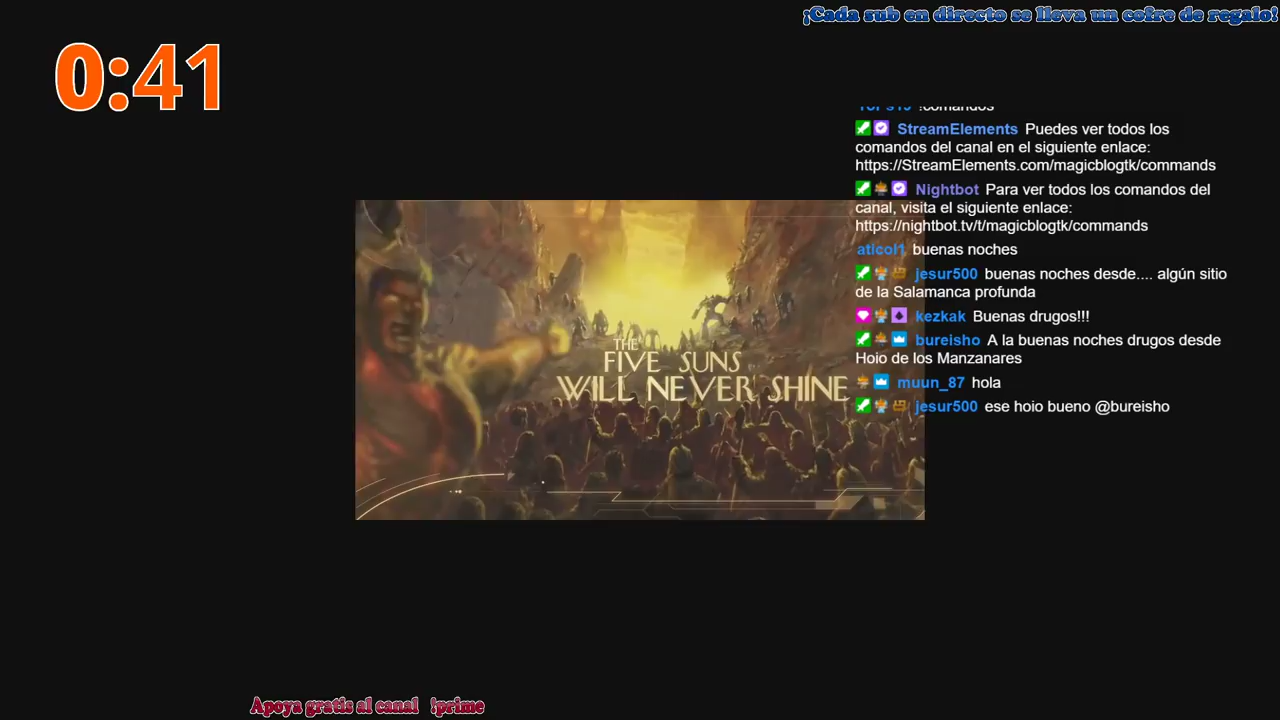 ¡Cada sub en directo se lleva un cofre de regalo!
0:41
!comandos
StreamElements Puedes ver todos los
comandos del canal en el siguiente enlace:
https://StreamElements.com/magicblogtk/commands
Nightbot Para ver todos los comandos del
canal, visita el siguiente enlace:
https://nightbot.tv/t/magicblogtk/commands
aticol1 buenas noches
jesur500 buenas noches desde.... algún sitio
de la Salamanca profunda
kezkak Buenas drugos!!!
bureisho A la buenas noches drugos desde
Hoio de los Manzanares
muun_87 hola
jesur500 ese hoio bueno @bureisho
THE
FIVE SUNS
WILL NEVER SHINE
Apoya gratis al canal !prime